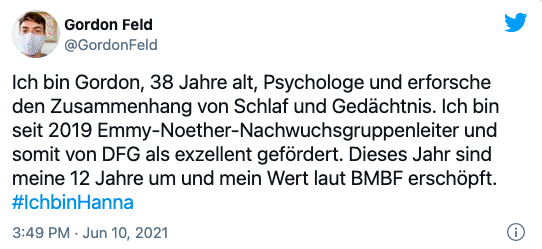 Gordon Feld
@GordonFeld
Ich bin Gordon, 38 Jahre alt, Psychologe und erforsche
den Zusammenhang von Schlaf und Gedächtnis. Ich bin
seit 2019 Emmy-Noether-Nachwuchsgruppenleiter und
somit von DFG als exzellent gefördert. Dieses Jahr sind
meine 12 Jahre um und mein Wert laut BMBF erschöpft.
#IchbinHanna
3:49 PM · Jun 10, 2021